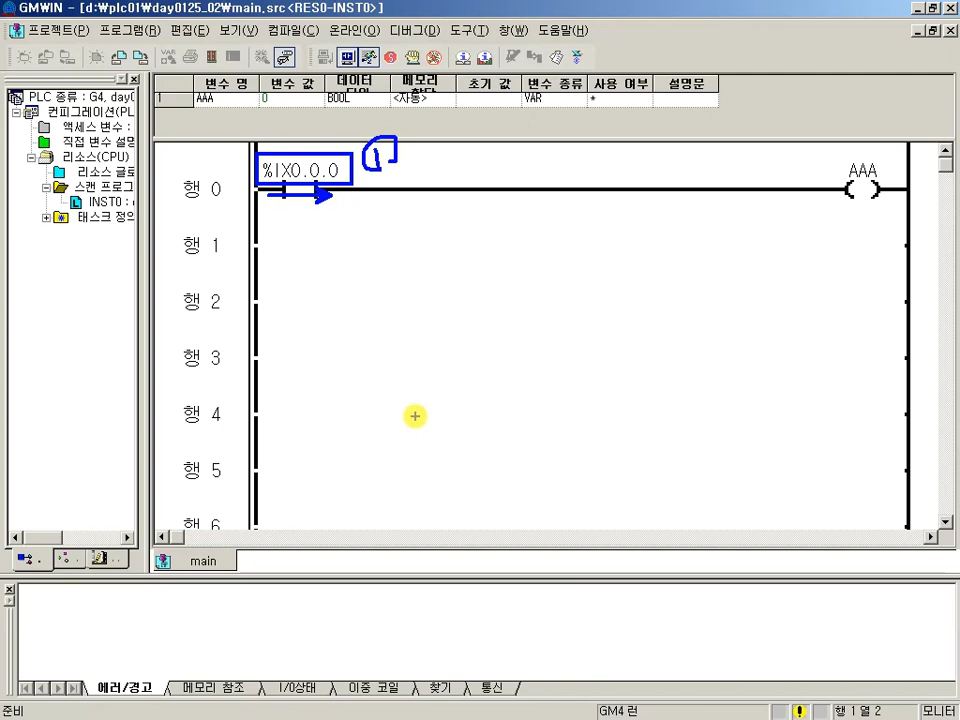 GMWIN - [d:₩plc01₩day0125_02₩main.src<RES0-INST0>]
프로젝트(P) 프로그램(R) 편집(E) 보기(V) 컴파일(C) 온라인(O) 디버그(D) 도구(T) 창(W) 도움말(H)
변수 명 변수 값 데이터 메모리 초기 값 변수 종류 사용 여부 설명문
1 AAA 0 BOOL <자동> VAR *
PLC 종류 : G4, day0
컨피그레이션(PL
액세스 변수 :
직접 변수 설명
리소스(CPU)
리소스 글로
스캔 프로그
INST0 :
태스크 정의
%IX0.0.0 1 AAA
행 0
행 1
행 2
행 3
행 4
행 5
행 6
main
에러/경고 메모리 참조 I/O상태 이중 코일 찾기 통신
준비 GM4 런 행 1 열 2 모니터